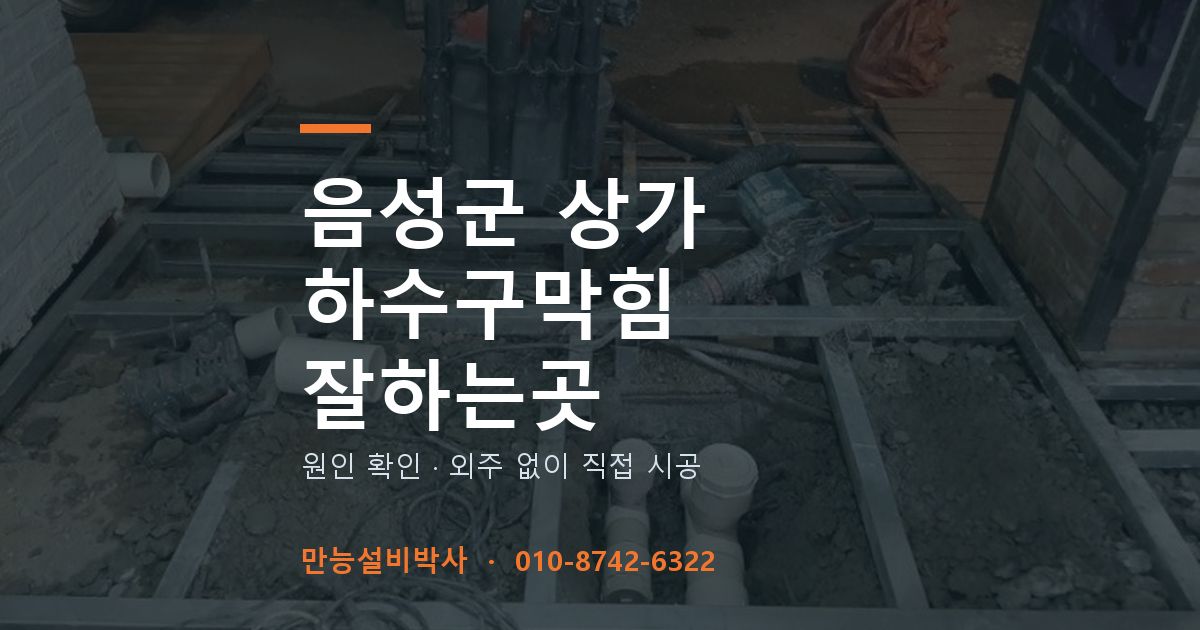 음성군 상가
하수구막힘
잘하는곳
원인 확인 · 외주 없이 직접 시공
만능설비박사 · 010-8742-6322